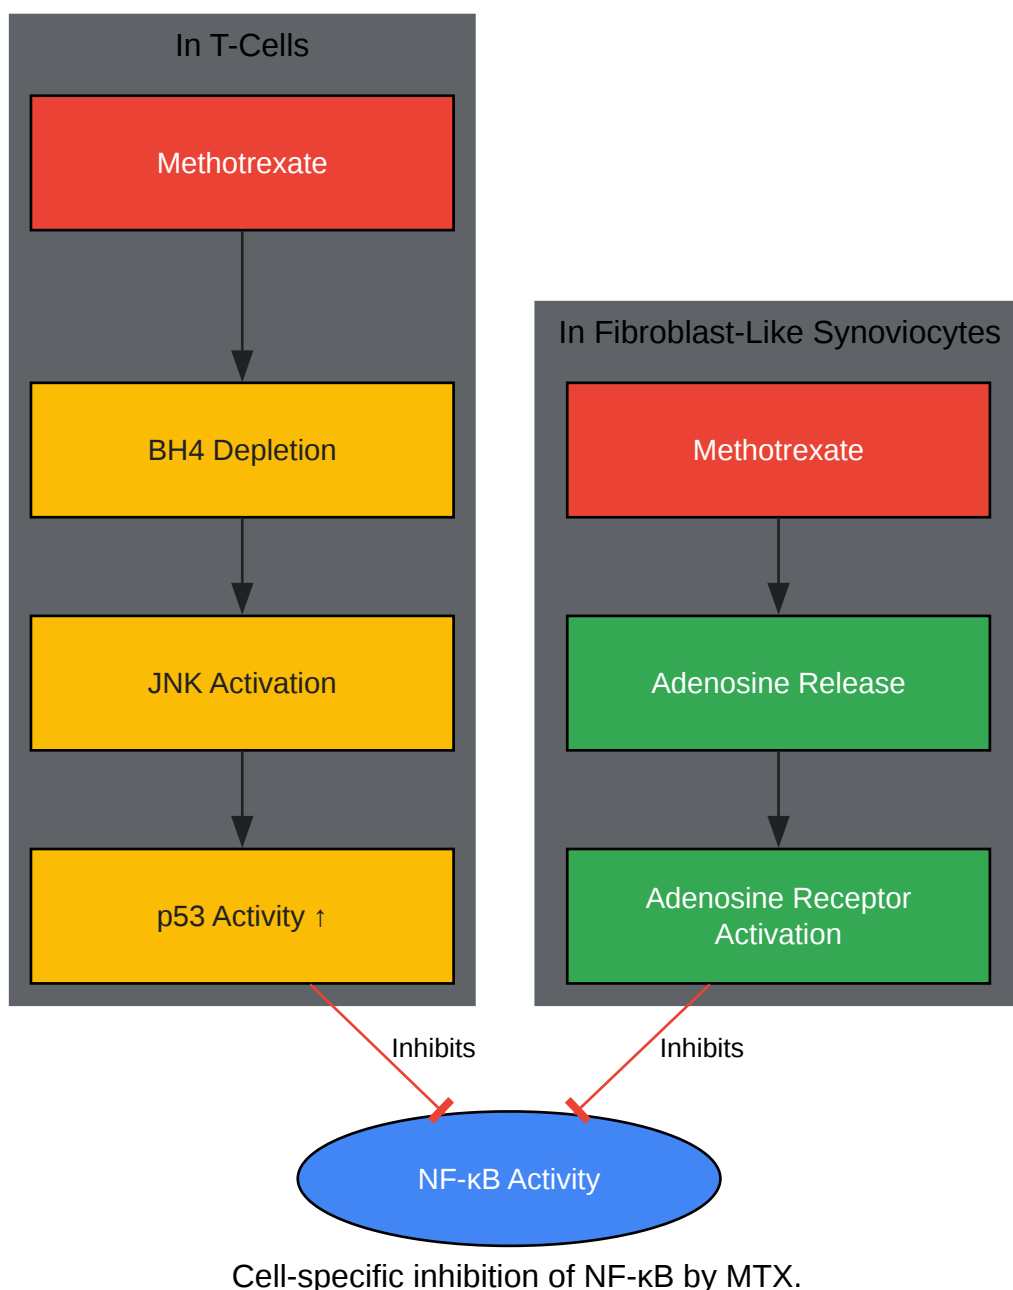 In T-Cells
Methotrexate
BH4 Depletion
JNK Activation
p53 Activity ↑
In Fibroblast-Like Synoviocytes
Methotrexate
Adenosine Release
Adenosine Receptor
Activation
Inhibits
Inhibits
NF-κB Activity
Cell-specific inhibition of NF-κB by MTX.